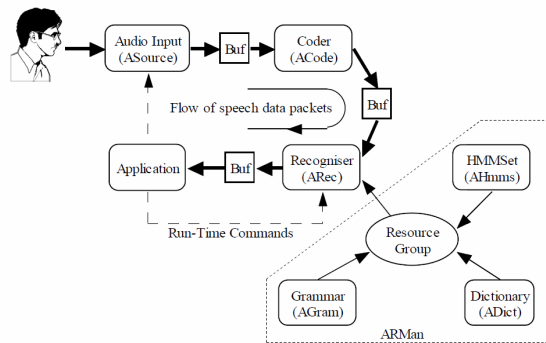 Audio Input
(ASource)
Buf
Coder
(ACode)
Buf
Flow of speech data packets
Application
Buf
Recogniser
(ARec)
HMMSet
(AHmms)
Run-Time Commands
Resource
Group
Grammar
(AGram)
Dictionary
(ADict)
ARMan